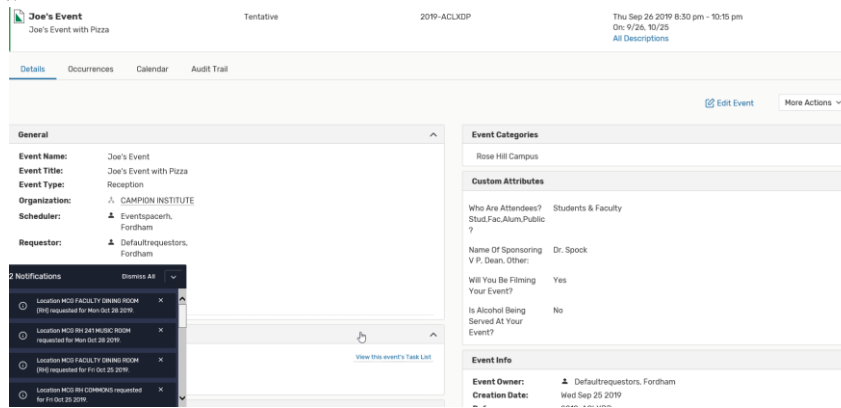 Joe's Event
Tentative
2019-ACLXDP
Thu Sep 26 2019 8:30 pm - 10:15 pm
Joe's Event with Pizza
On: 9/26, 10/25
All Descriptions
Details
Occurrences
Calendar
Audit Trail
Edit Event
More Actions
General
Event Name: Joe's Event
Event Title: Joe's Event with Pizza
Event Type: Reception
Organization: CAMPION INSTITUTE
Scheduler: Eventspacerh,
Fordham
Requestor: Defaultrequestors,
Fordham
2 Notifications
Dismiss All
Location MCG FACULTY DINING ROOM
(RH) requested for Mon Oct 28 2019.
Location MCG RH 241 MUSIC ROOM
requested for Mon Oct 28 2019.
Location MCG FACULTY DINING ROOM
(RH) requested for Fri Oct 25 2019.
Location MCG RH COMMONS requested
for Fri Oct 25 2019.
View this event's Task List
Event Categories
Rose Hill Campus
Custom Attributes
Who Are Attendees? Students & Faculty
Stud,Fac,Alum,Public
?
Name Of Sponsoring Dr. Spock
V P, Dean, Other:
Will You Be Filming Yes
Your Event?
Is Alcohol Being No
Served At Your
Event?
Event Info
Event Owner: Defaultrequestors, Fordham
Creation Date: Wed Sep 25 2019